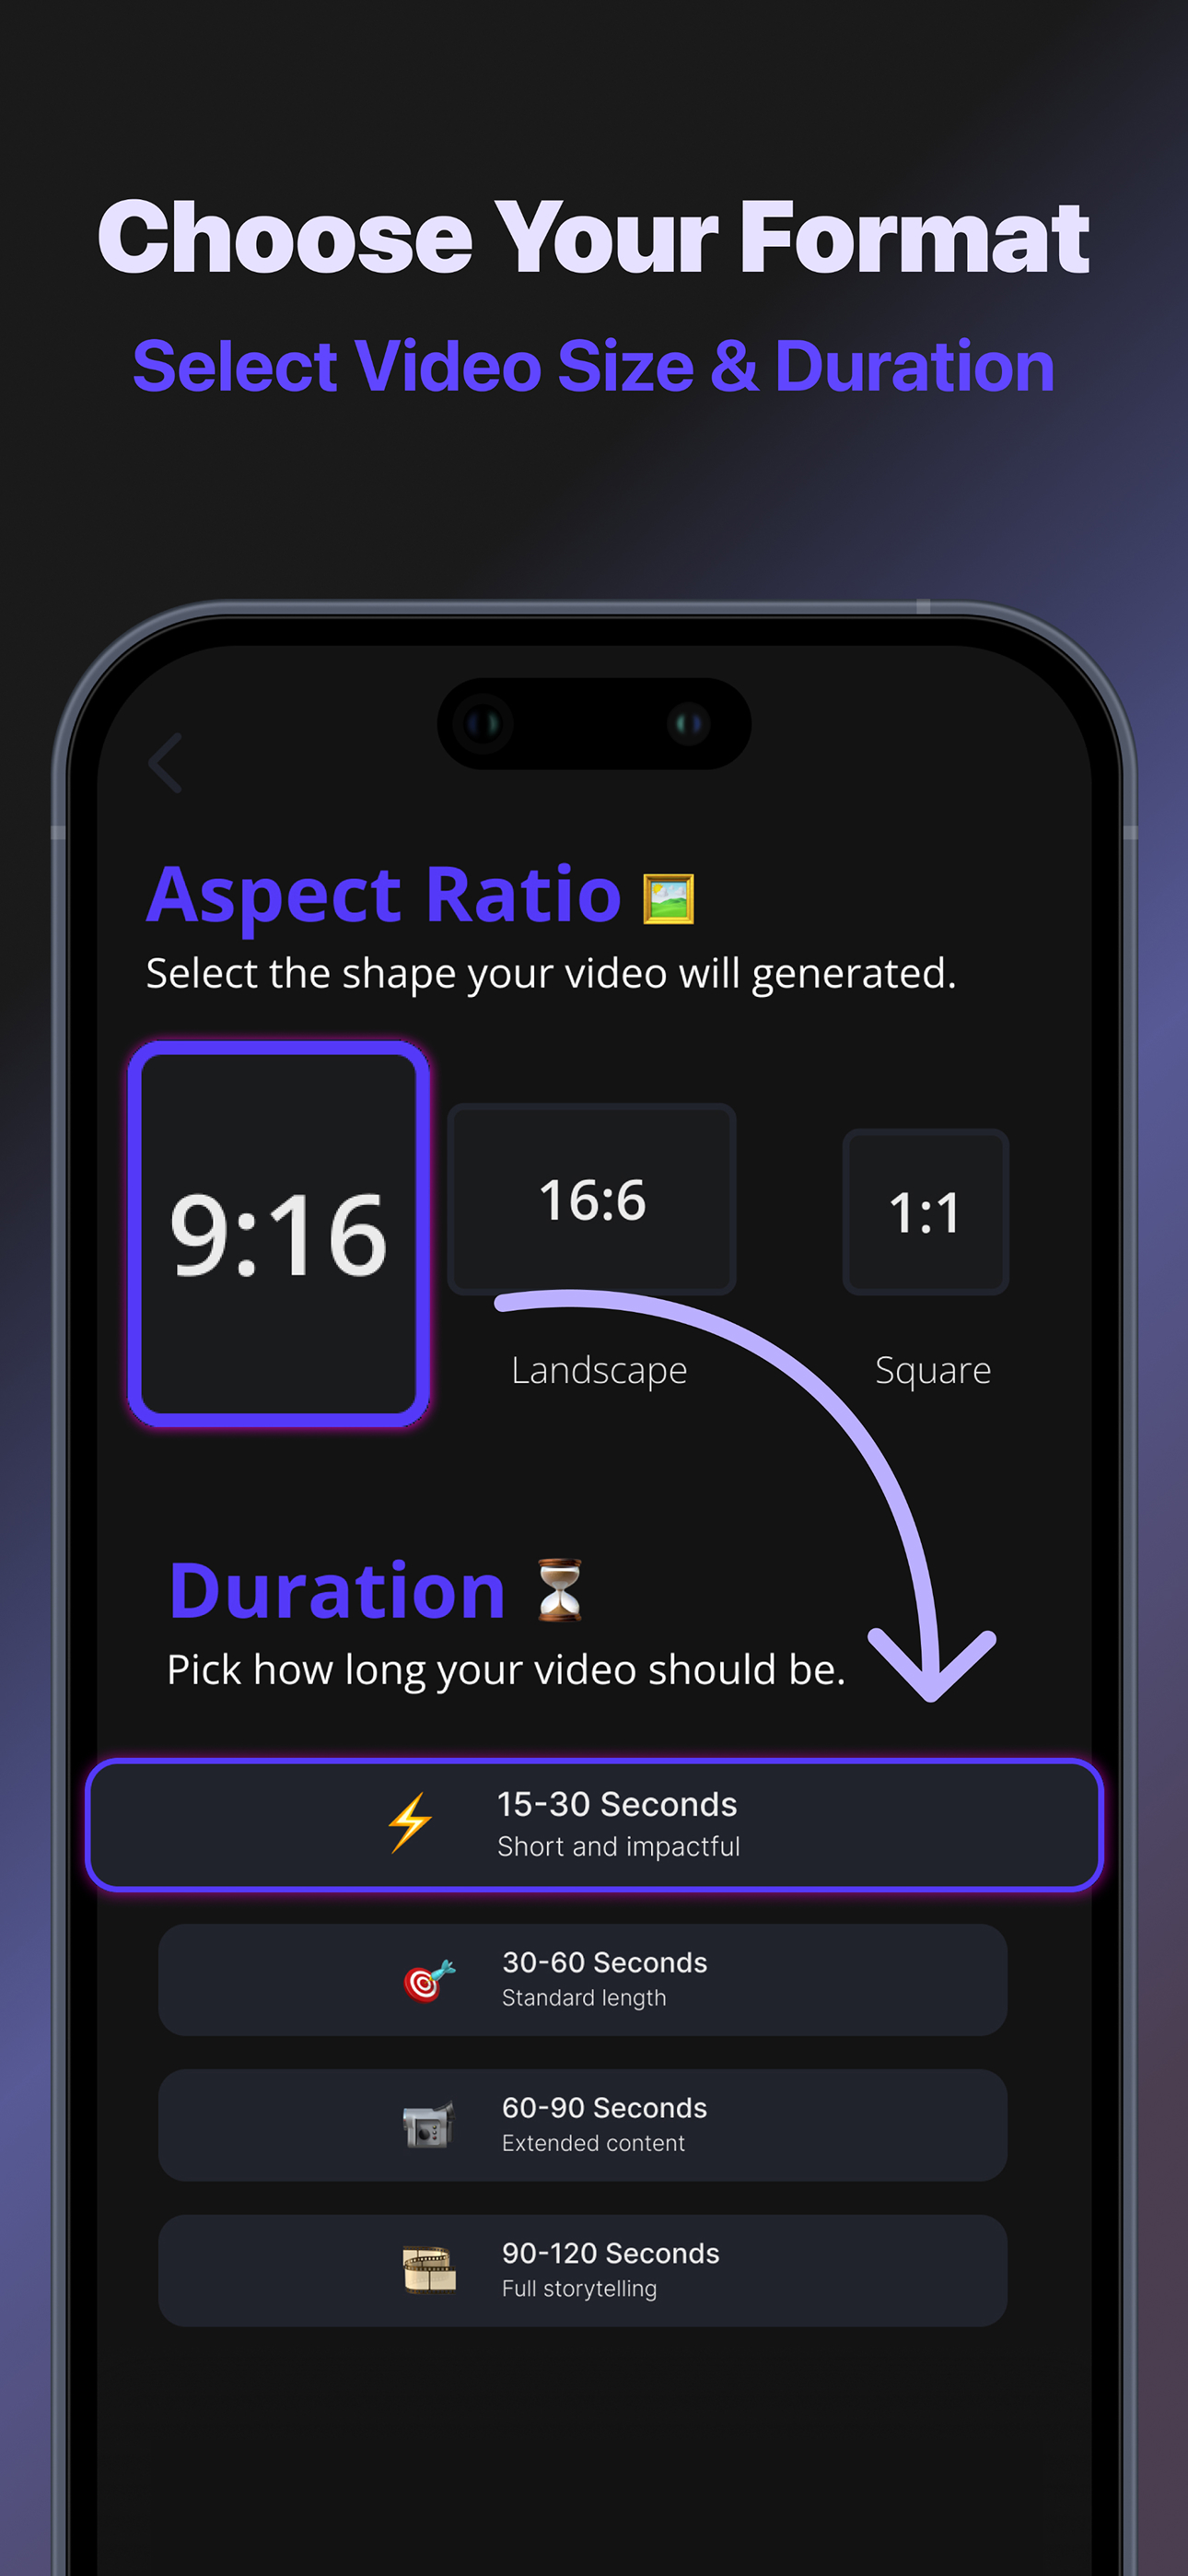 Choose Your Format
Select Video Size & Duration
Aspect Ratio
Select the shape your video will generated.
9:16
16:6
1:1
Landscape
Square
Duration
Pick how long your video should be.
15-30 Seconds
Short and impactful
30-60 Seconds
Standard length
60-90 Seconds
Extended content
90-120 Seconds
Full storytelling